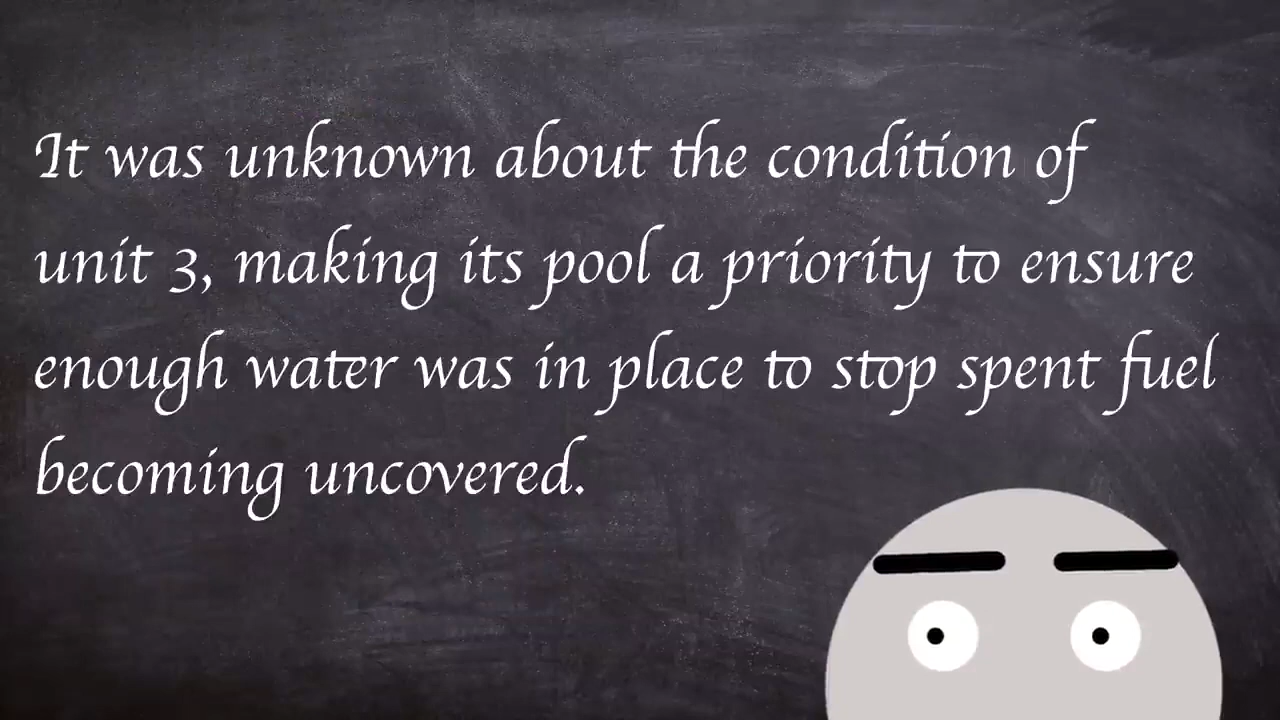 It was unknown about the condition of
unit 3, making its pool a priority to ensure
enough water was in place to stop spent fuel
becoming uncovered.